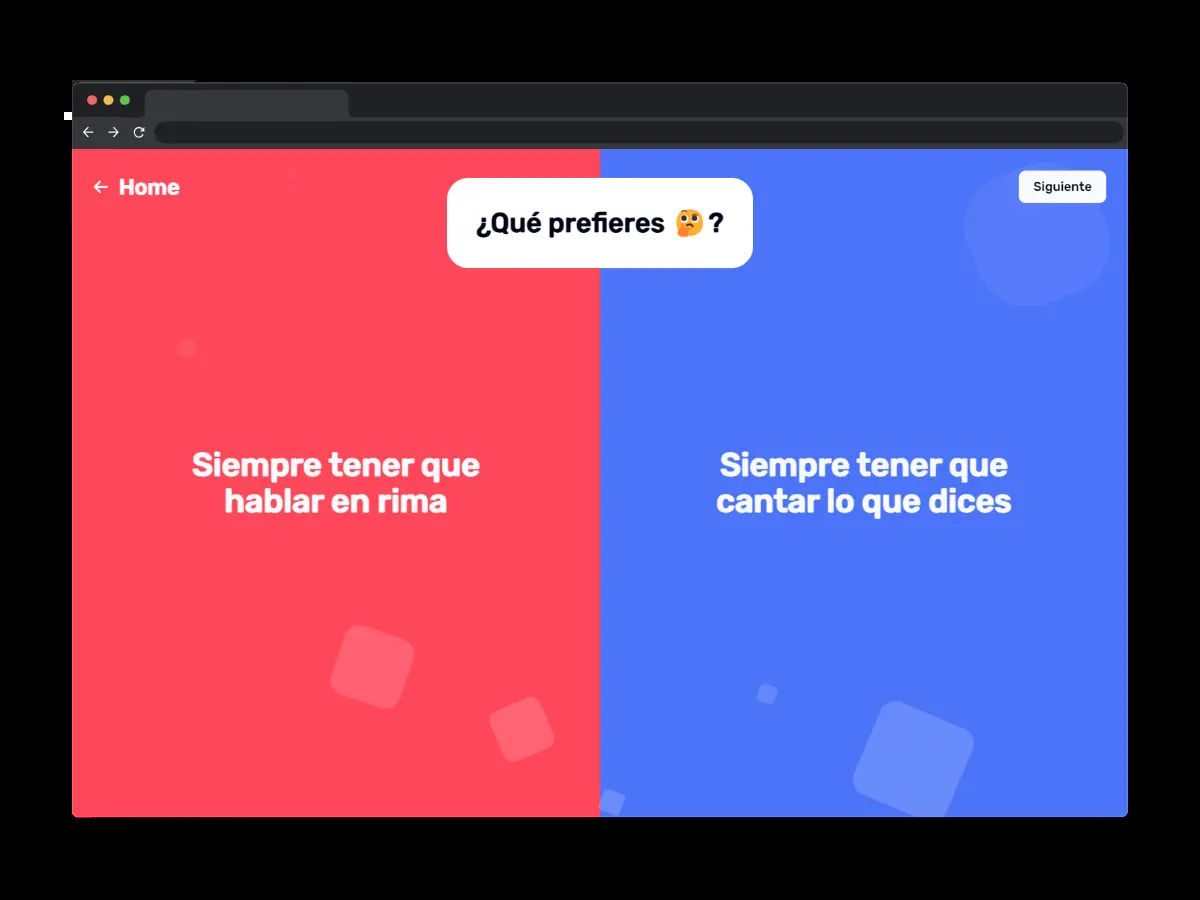 Home
¿Qué prefieres 🤔?
Siguiente
Siempre tener que
hablar en rima
Siempre tener que
cantar lo que dices